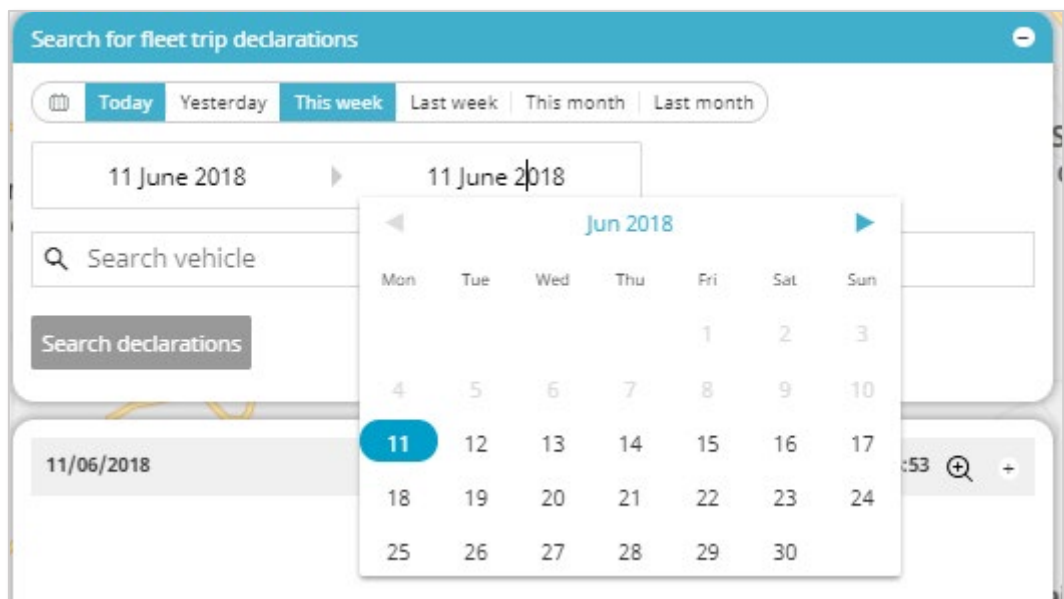 Search for fleet trip declarations
Today Yesterday This week Last week This month Last month
11 June 2018 11 June 2018
Jun 2018
Search vehicle
Mon Tue Wed Thu Fri Sat Sun
1 2 3
Search declarations
4 5 6 7 8 9 10
11 12 13 14 15 16 17
11/06/2018 :53 +
18 19 20 21 22 23 24
25 26 27 28 29 30